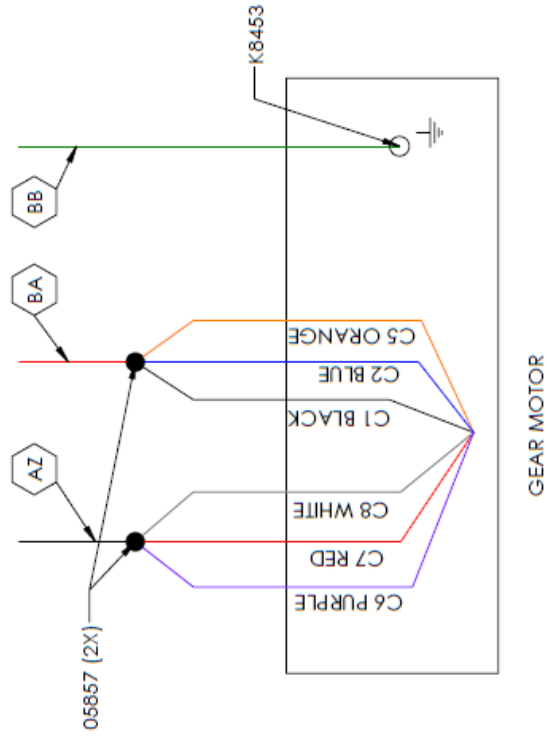 K8453
BB
BA
AZ
05857 (2X)
C5 ORANGE
C2 BLUE
C1 BLACK
C8 WHITE
C7 RED
C6 PURPLE
GEAR MOTOR